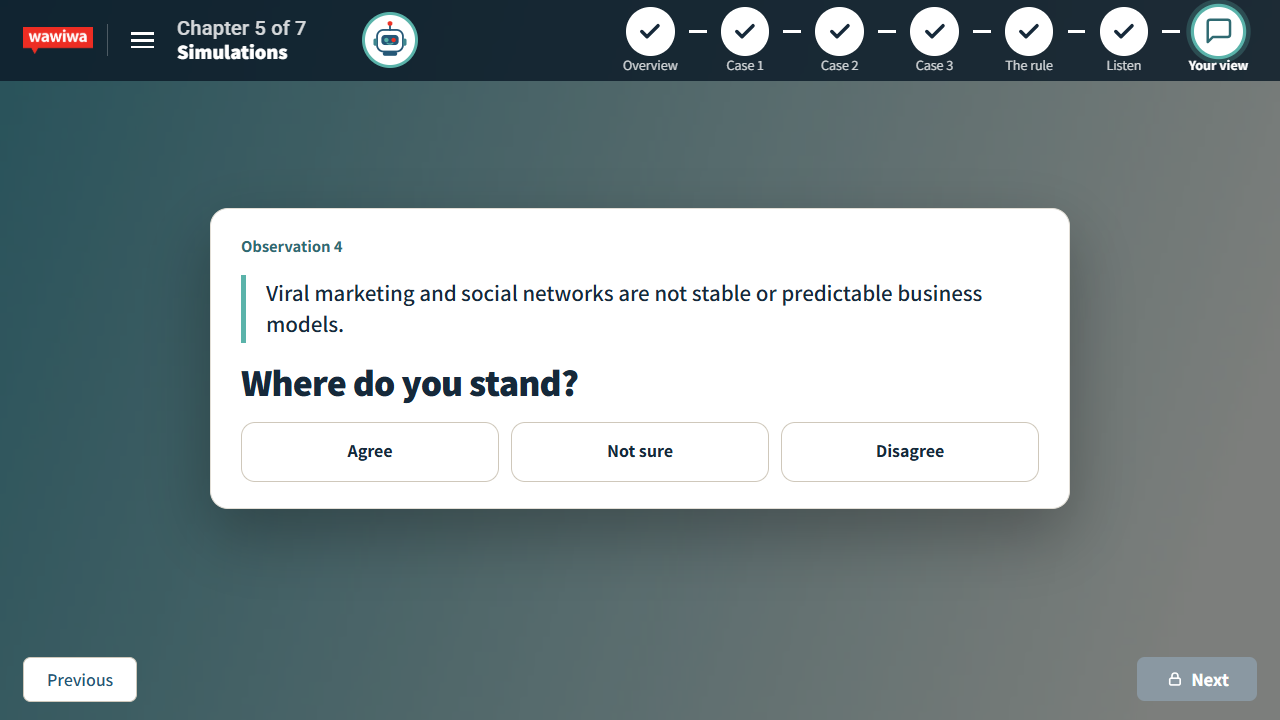 wawiwa
Chapter 5 of 7
Simulations
Overview
Case 1
Case 2
Case 3
The rule
Listen
Your view
Observation 4
Viral marketing and social networks are not stable or predictable business
models.
Where do you stand?
Agree
Not sure
Disagree
Previous
Next